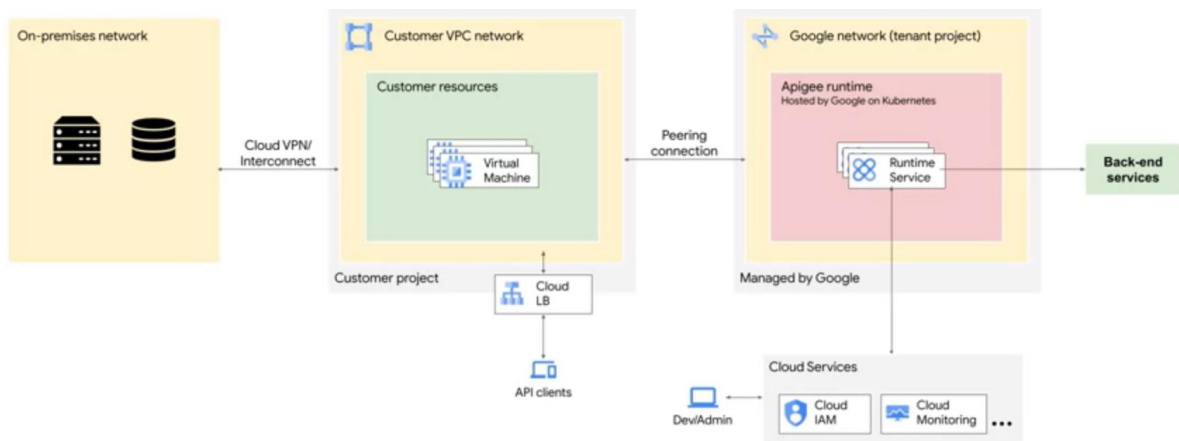 On-premises network
Cloud VPN/
Interconnect
Customer VPC network
Customer resources
Virtual
Machine
Customer project
Cloud
LB
API clients
Peering
connection
Google network (tenant project)
Apigee runtime
Hosted by Google on Kubernetes
Runtime
Service
Managed by Google
Back-end
services
Cloud Services
Dev/Admin
Cloud
IAM
Cloud
Monitoring
...